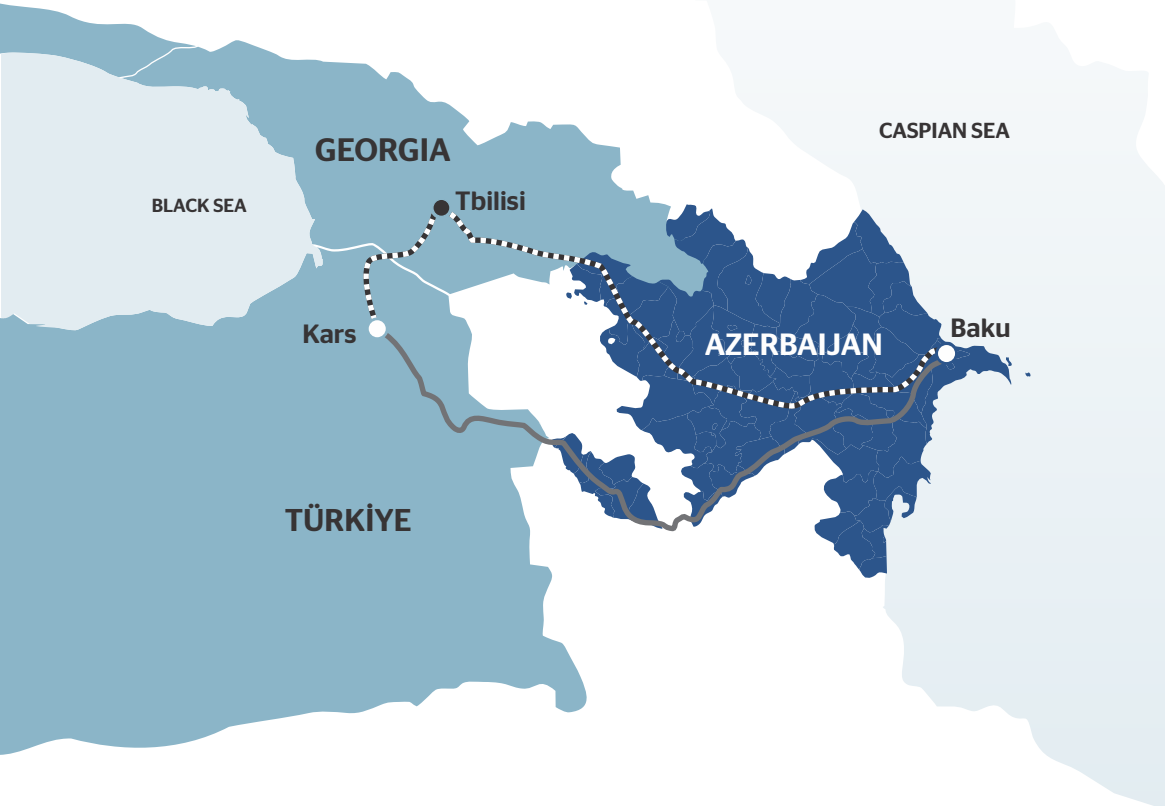 CASPIAN SEA
GEORGIA
Tbilisi
BLACK SEA
Kars
Baku
AZERBAIJAN
TÜRKİYE